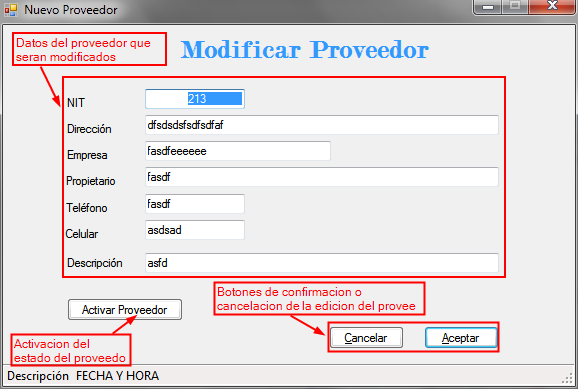 Nuevo Proveedor
Datos del proveedor que
seran modificados
Modificar Proveedor
NIT 213
Dirección dfsdsdsfsdfsdfaf
Empresa fasdfeeeeee
Propietario fasdf
Teléfono fasdf
Celular asdsad
Descripción asfd
Botones de confirmacion o
cancelacion de la edicion del provee
Activar Proveedor
Cancelar Aceptar
Activacion del
estado del proveedo
Descripción FECHA Y HORA